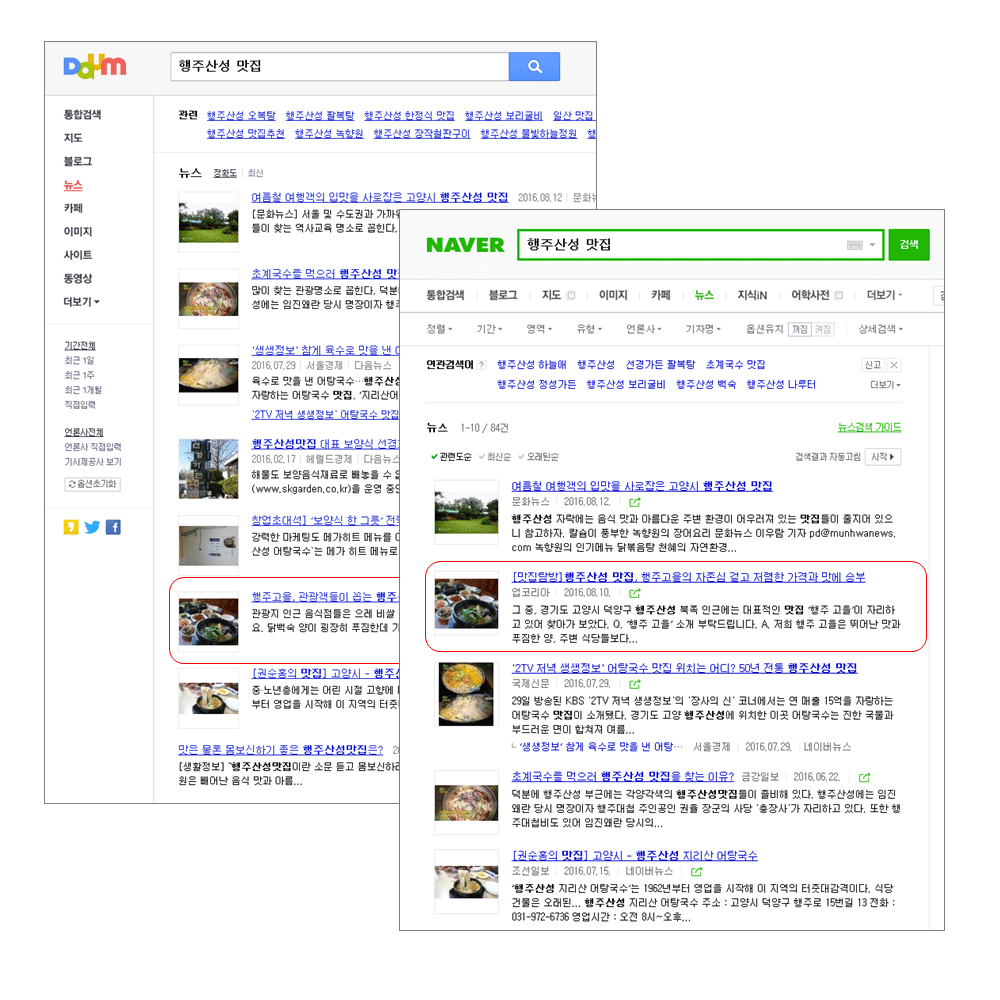 Daum
행주산성 맛집
통합검색
지도
블로그
뉴스
카페
이미지
사이트
동영상
더보기
기간전체
최근 1일
최근 1주
최근 1개월
직접입력
언론사전체
언론사 직접입력
기사제공사 보기
옵션초기화
관련 행주산성 오복탕 행주산성 팔복탕 행주산성 한정식 맛집 행주산성 보리굴비 일산 맛집
행주산성 맛집추천 행주산성 녹향원 행주산성 장작철판구이 행주산성 물빛하늘정원 행
뉴스 정확도 최신
여름철 여행객의 입맛을 사로잡은 고양시 행주산성 맛집 2016.08.12 문화뉴
[문화뉴스] 서울 및 수도권과 가까
들이 찾는 역사교육 명소로 꼽힌다.
초계국수를 먹으러 행주산성 맛
많이 찾는 관광명소로 꼽힌다. 덕분
성에는 임진왜란 당시 명장이자 행주
'생생정보' 참게 육수로 맛을 낸
2016.07.29 서울경제 다음뉴스
육수로 맛을 낸 어탕국수…행주산성
자랑하는 어탕국수 맛집, '지리산어
'2TV 저녁 생생정보' 어탕국수 맛집
행주산성맛집 대표 보양식 선경
2016.02.17 헤럴드경제 다음뉴스
해물도 보양음식재료로 빼놓을 수 없
(www.skgarden.co.kr)을 운영 중인
창업초대석] '보양식 한 그릇' 전
강력한 마케팅도 메가히트 메뉴를 이
산성 어탕국수'는 메가 히트 메뉴로
행주고을, 관광객들이 꼽는 행주
관광지 인근 음식점들은 으레 비쌀
요. 닭백숙 양이 굉장히 푸짐한데 가
[권순홍의 맛집] 고양시 - 행주산성
중·노년층에게는 어린 시절 고향에
부터 영업을 시작해 이 지역의 터줏
맛은 물론 몸보신하기 좋은 행주산성맛집은?
[생활정보] "행주산성맛집이란 소문 듣고 몸보신하러
원은 빼어난 음식 맛과 아름...
NAVER
행주산성 맛집
검색
통합검색 블로그 지도 이미지 카페 뉴스 지식iN 어학사전 더보기
정렬 기간 영역 유형 언론사 기자명 옵션유지 꺼짐 켜짐 상세검색
연관검색어 ? 행주산성 하늘애 행주산성 선경가든 팔복탕 초계국수 맛집 신고
행주산성 정성가든 행주산성 보리굴비 행주산성 백숙 행주산성 나루터 더보기
뉴스 1-10 / 84건 뉴스검색 가이드
관련도순 최신순 오래된순 검색결과 자동고침 시작
여름철 여행객의 입맛을 사로잡은 고양시 행주산성 맛집
문화뉴스 2016.08.12.
행주산성 자락에는 음식 맛과 아름다운 주변 환경이 어우러져 있는 맛집들이 줄지어 있으
니 참고하자. 칼슘이 풍부한 녹향원의 장어요리 문화뉴스 이우람 기자 pd@munhwanews.
com 녹향원의 인기메뉴 닭볶음탕 천혜의 자연환경...
[맛집탐방] 행주산성 맛집, 행주고을의 자존심 걸고 저렴한 가격과 맛에 승부
업코리아 2016.08.10.
그 중, 경기도 고양시 덕양구 행주산성 북쪽 인근에는 대표적인 맛집 '행주 고을'이 자리하
고 있어 찾아가 보았다. Q. '행주 고을' 소개 부탁드립니다. A. 저희 행주 고을은 뛰어난 맛과
푸짐한 양, 주변 식당들보다...
'2TV 저녁 생생정보' 어탕국수 맛집 위치는 어디? 50년 전통 행주산성 맛집
국제신문 2016.07.29.
29일 방송된 KBS '2TV 저녁 생생정보'의 '장사의 신' 코너에서는 연 매출 15억을 자랑하는
어탕국수 맛집이 소개됐다. 경기도 고양 행주산성에 위치한 이곳 어탕국수는 진한 국물과
부드러운 면이 합쳐져 여름...
'생생정보' 참게 육수로 맛을 낸 어탕… 서울경제 2016.07.29. 네이버뉴스
초계국수를 먹으러 행주산성 맛집을 찾는 이유? 금강일보 2016.06.22.
덕분에 행주산성 부근에는 각양각색의 행주산성맛집들이 즐비해 있다. 행주산성에는 임진
왜란 당시 명장이자 행주대첩 주인공인 권율 장군의 사당 '충장사'가 자리하고 있다. 또한 행
주대첩비도 있어 임진왜란 당시의...
[권순홍의 맛집] 고양시 - 행주산성 지리산 어탕국수
조선일보 2016.07.15. 네이버뉴스
'행주산성 지리산 어탕국수'는 1962년부터 영업을 시작해 이 지역의 터줏대감격이다. 식당
건물은 오래된... 행주산성 지리산 어탕국수 주소 : 고양시 덕양구 행주로 15번길 13 전화 :
031-972-6736 영업시간 : 오전 8시~오후...